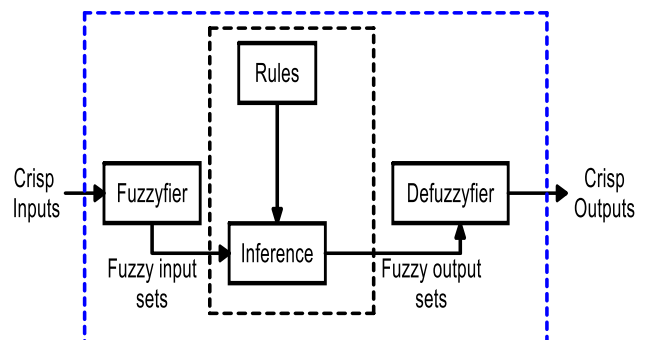 Rules
Crisp
Inputs
Fuzzyfier
Defuzzyfier
Crisp
Outputs
Inference
Fuzzy input
sets
Fuzzy output
sets